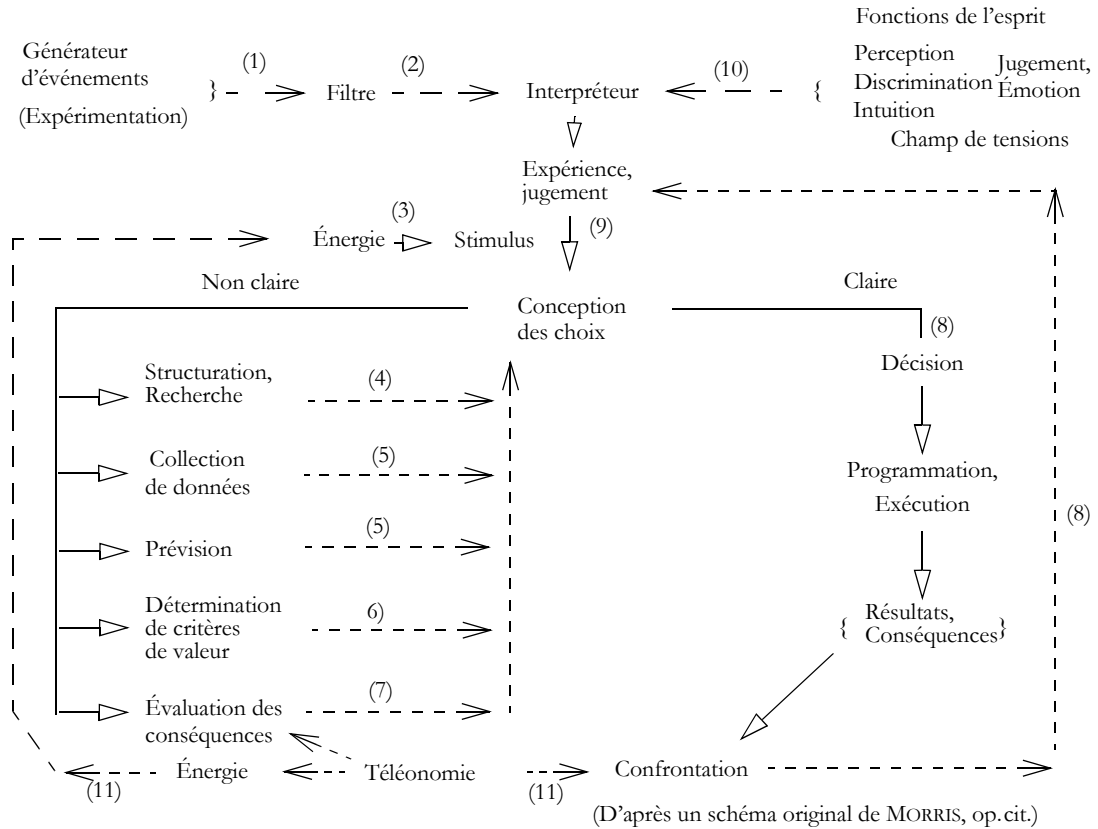 Fonctions de l'esprit
Générateur
d'événements
(Expérimentation)
}
(1)
Filtre
(2)
Interpréteur
(10)
{
Perception
Discrimination
Intuition
Jugement,
Émotion
Champ de tensions
Expérience,
jugement
(3)
Énergie
Stimulus
(9)
Non claire
Claire
Conception
des choix
(8)
Décision
Structuration,
Recherche
(4)
Collection
de données
(5)
Programmation,
Exécution
(8)
Prévision
(5)
Détermination
de critères
de valeur
6)
{ Résultats,
Conséquences }
Évaluation des
conséquences
(7)
(11)
Énergie
Téléonomie
(11)
Confrontation
(D'après un schéma original de MORRIS, op.cit.)